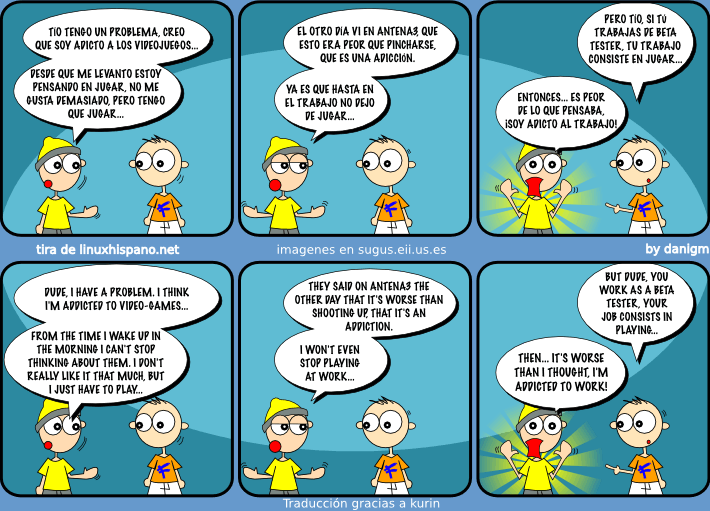 TÍO TENGO UN PROBLEMA, CREO
QUE SOY ADICTO A LOS VIDEOJUEGOS...
DESDE QUE ME LEVANTO ESTOY
PENSANDO EN JUGAR, NO ME
GUSTA DEMASIADO, PERO TENGO
QUE JUGAR...
EL OTRO DíA VI EN ANTENA3, QUE
ESTO ERA PEOR QUE PINCHARSE,
QUE ES UNA ADICCIóN.
YA ES QUE HASTA EN
EL TRABAJO NO DEJO
DE JUGAR...
PERO TÍO, SI Tú
TRABAJAS DE BETA
TESTER, TU TRABAJO
CONSISTE EN JUGAR...
ENTONCES... ES PEOR
DE LO QUE PENSABA,
¡SOY ADICTO AL TRABAJO!
tira de linuxhispano.net
imagenes en sugus.eii.us.es
by danigm
DUDE, I HAVE A PROBLEM. I THINK
I'M ADDICTED TO VIDEO-GAMES...
FROM THE TIME I WAKE UP IN
THE MORNING I CAN'T STOP
THINKING ABOUT THEM. I DON'T
REALLY LIKE IT THAT MUCH, BUT
I JUST HAVE TO PLAY...
THEY SAID ON ANTENA3 THE
OTHER DAY THAT IT'S WORSE THAN
SHOOTING UP, THAT IT'S AN
ADDICTION.
I WON'T EVEN
STOP PLAYING
AT WORK...
BUT DUDE, YOU
WORK AS A BETA
TESTER, YOUR
JOB CONSISTS IN
PLAYING...
THEN... IT'S WORSE
THAN I THOUGHT, I'M
ADDICTED TO WORK!
Traducción gracias a kurin